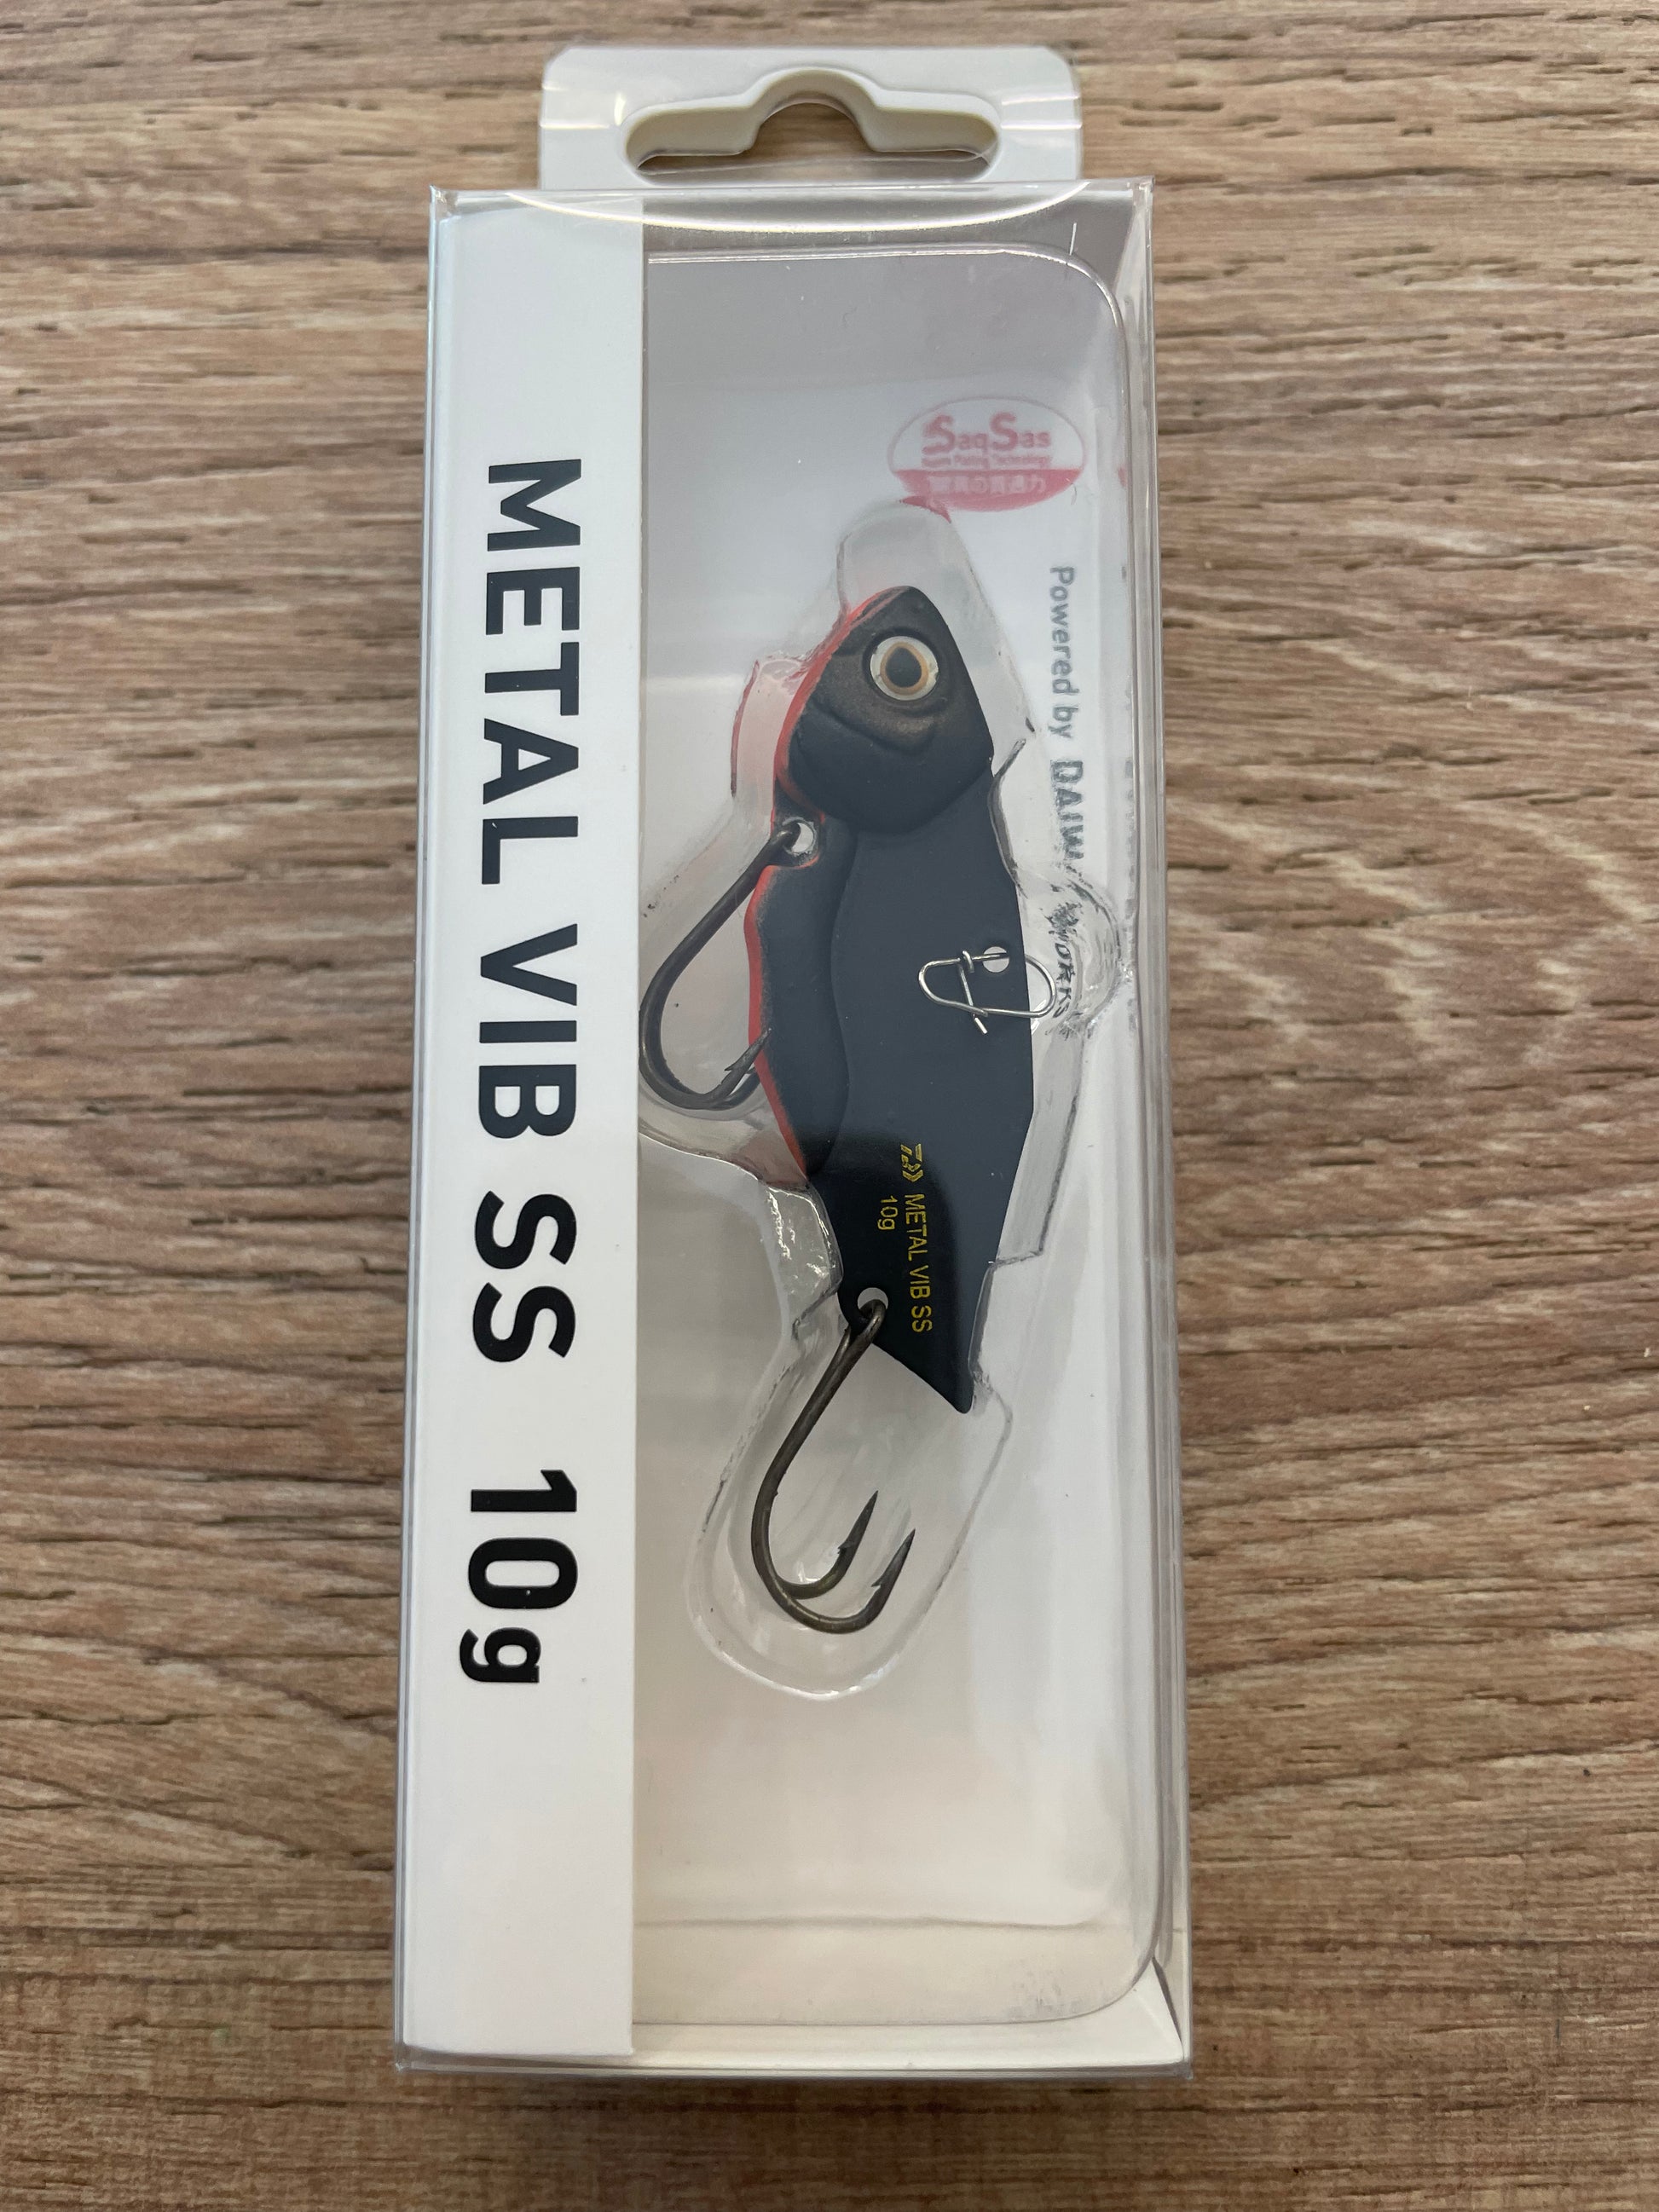 METAL VIB SS 10g
SaqSas
Powered by DAIWA
METAL VIB SS
10g